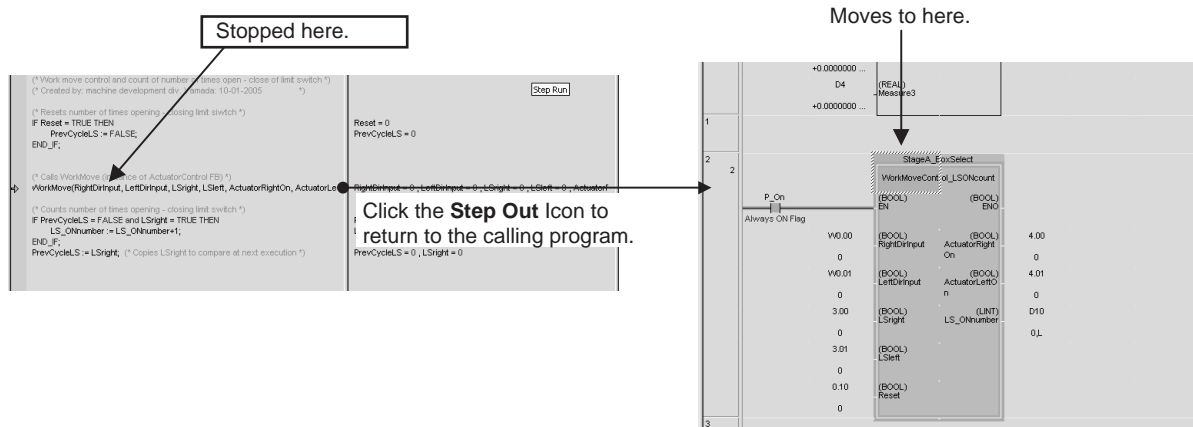 Stopped here.
Moves to here.
(* Work move control and count of number of times open - close of limit switch *)
(* Created by: machine development div. Yamada: 10-01-2005 *)
Step Run
(* Resets number of times opening - closing limit siwtch *)
IF Reset = TRUE THEN
PrevCycleLS := FALSE;
END_IF;
Reset = 0
PrevCycleLS = 0
(* Calls WorkMove (instance of ActuatorControl FB) *)
WorkMove(RightDirInput, LeftDirInput, LSright, LSleft, ActuatorRightOn, ActuatorLe
RightDirInput = 0 , LeftDirInput = 0 , LSright = 0 , LSleft = 0 , Actuator
(* Counts number of times opening - closing limit switch *)
IF PrevCycleLS = FALSE and LSright = TRUE THEN
LS_ONnumber := LS_ONnumber+1;
END_IF;
PrevCycleLS := LSright; (* Copies LSright to compare at next execution *)
PrevCycleLS = 0 , LSright = 0
Click the Step Out Icon to
return to the calling program.
+0.0000000 ...
D4 (REAL)
Measure3
+0.0000000 ...
1
2
2
StageA_BoxSelect
WorkMoveControl_LSONcount
P_On (BOOL) (BOOL)
EN ENO
Always ON Flag
W0.00 (BOOL) (BOOL) 4.00
RightDirInput ActuatorRight
On
0 0
W0.01 (BOOL) (BOOL) 4.01
LeftDirInput ActuatorLeftO
n
0 0
3.00 (BOOL) (LINT) D10
LSright LS_ONnumber
0 0,L
3.01 (BOOL)
LSleft
0
0.10 (BOOL)
Reset
0
3